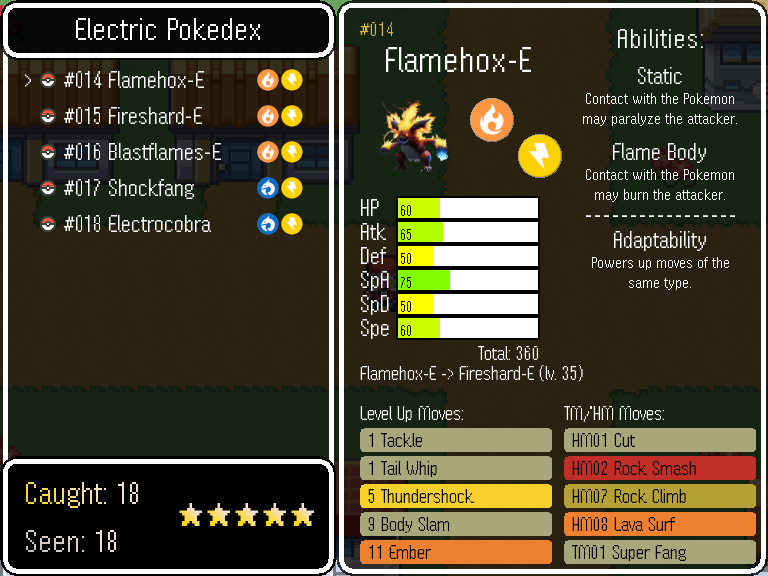 Electric Pokedex
> #014 Flamehox-E
#015 Fireshard-E
#016 Blastflames-E
#017 Shockfang
#018 Electrocobra
Caught: 18
Seen: 18
#014
Flamehox-E
HP 60
Atk 65
Def 50
SpA 75
SpD 50
Spe 60
Total: 360
Flamehox-E -> Fireshard-E (lv. 35)
Abilities:
Static
Contact with the Pokemon
may paralyze the attacker.
Flame Body
Contact with the Pokemon
may burn the attacker.
----------------
Adaptability
Powers up moves of the
same type.
Level Up Moves:
1 Tackle
1 Tail Whip
5 Thundershock
9 Body Slam
11 Ember
TM/HM Moves:
HM01 Cut
HM02 Rock Smash
HM07 Rock Climb
HM08 Lava Surf
TM01 Super Fang